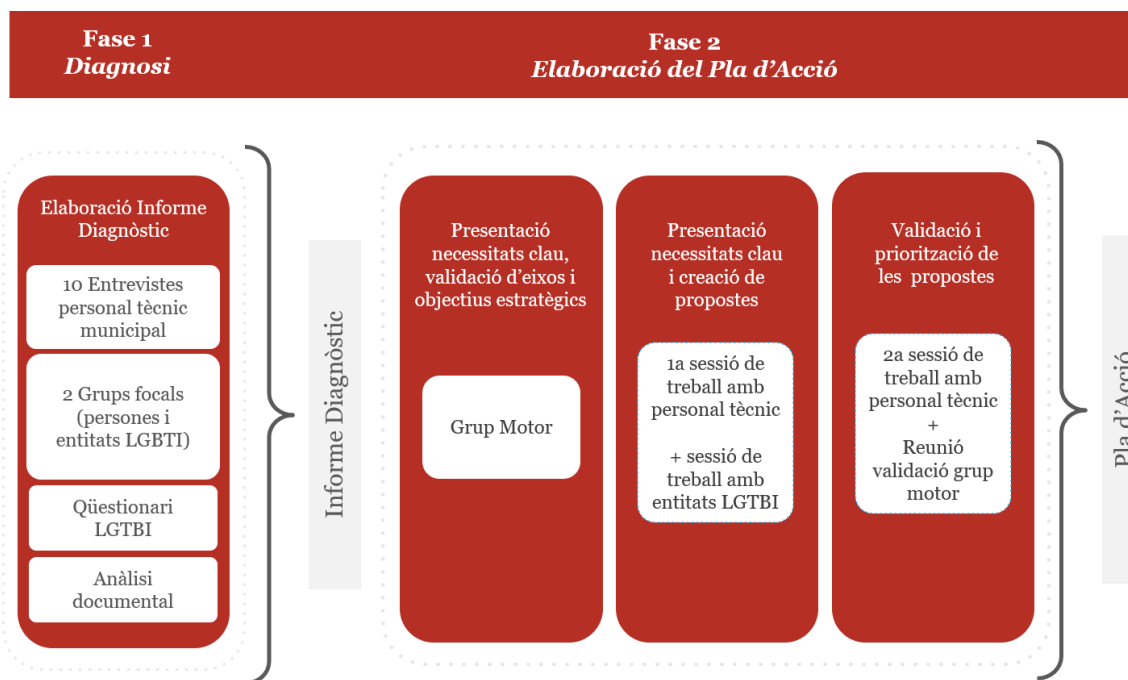 Fase 1
Diagnosi
Fase 2
Elaboració del Pla d’Acció
Elaboració Informe
Diagnòstic
10 Entrevistes
personal tècnic
municipal
2 Grups focals
(persones i
entitats LGBTI)
Qüestionari
LGTBI
Anàlisi
documental
Informe Diagnòstic
Presentació
necessitats clau,
validació d’eixos i
objectius estratègics
Grup Motor
Presentació
necessitats clau
i creació de
propostes
1a sessió de
treball amb
personal tècnic
+ sessió de
treball amb
entitats LGTBI
Validació i
priorització de
les propostes
2a sessió de
treball amb
personal tècnic
+
Reunió
validació grup
motor
Pla d’Acció